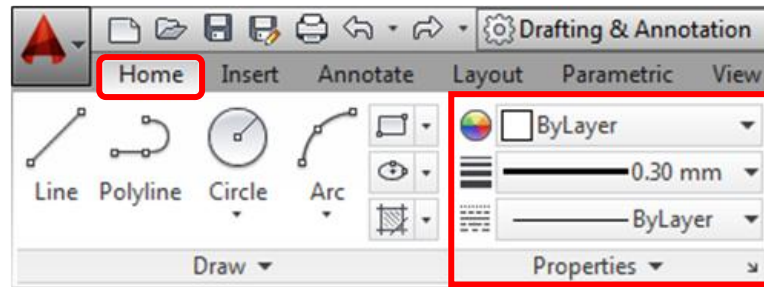 Drafting & Annotation
Home Insert Annotate Layout Parametric View
ByLayer
0.30 mm
Line Polyline Circle Arc
ByLayer
Draw Properties